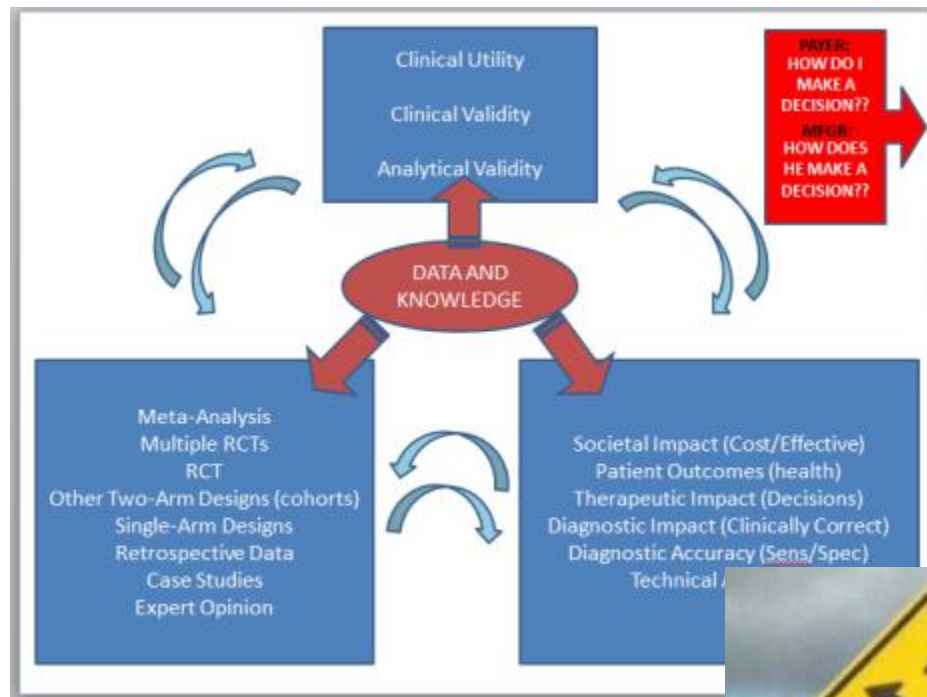 Clinical Utility
Clinical Validity
Analytical Validity
PAYER:
HOW DO I
MAKE A
DECISION??
MFGR:
HOW DOES
HE MAKE A
DECISION??
DATA AND
KNOWLEDGE
Meta-Analysis
Multiple RCTs
RCT
Other Two-Arm Designs (cohorts)
Single-Arm Designs
Retrospective Data
Case Studies
Expert Opinion
Societal Impact (Cost/Effective)
Patient Outcomes (health)
Therapeutic Impact (Decisions)
Diagnostic Impact (Clinically Correct)
Diagnostic Accuracy (Sens/Spec)
Technical